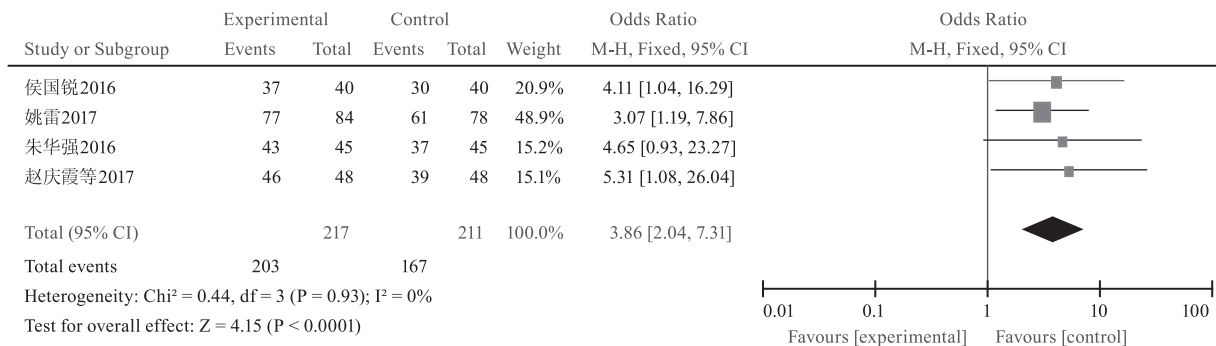 Experimental Control Odds Ratio Odds Ratio
Study or Subgroup Events Total Events Total Weight M-H, Fixed, 95% CI M-H, Fixed, 95% CI
侯国锐2016 37 40 30 40 20.9% 4.11 [1.04, 16.29]
姚雷2017 77 84 61 78 48.9% 3.07 [1.19, 7.86]
朱华强2016 43 45 37 45 15.2% 4.65 [0.93, 23.27]
赵庆霞等2017 46 48 39 48 15.1% 5.31 [1.08, 26.04]
Total (95% CI) 217 211 100.0% 3.86 [2.04, 7.31]
Total events 203 167
Heterogeneity: Chi² = 0.44, df = 3 (P = 0.93); I² = 0%
Test for overall effect: Z = 4.15 (P < 0.0001)
0.01 0.1 1 10 100
Favours [experimental] Favours [control]